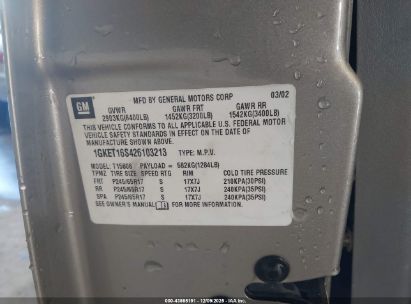 GM
MFD BY GENERAL MOTORS CORP 03/02
GVWR GAWR FRT GAWR RR
2903KG(6400LB) 1452KG(3200LB) 1542KG(3400LB)
THIS VEHICLE CONFORMS TO ALL APPLICABLE U.S. FEDERAL MOTOR
VEHICLE SAFETY STANDARDS IN EFFECT ON THE DATE OF
MANUFACTURE SHOWN ABOVE.
1GKET16S426103213 TYPE: M.P.V.
MODEL: PAYLOAD = 582KG(1284LB)
TPMZ TIRE SIZE SPEED RTG RIM COLD TIRE PRESSURE
FRT P245/65R17 S 17X7J 210KPA(30PSI)
RR P245/65R17 S 17X7J 240KPA(35PSI)
SPA P245/65R17 S 17X7J 240KPA(35PSI)
SEE OWNER'S MANUAL FOR ADDITIONAL INFORMATION